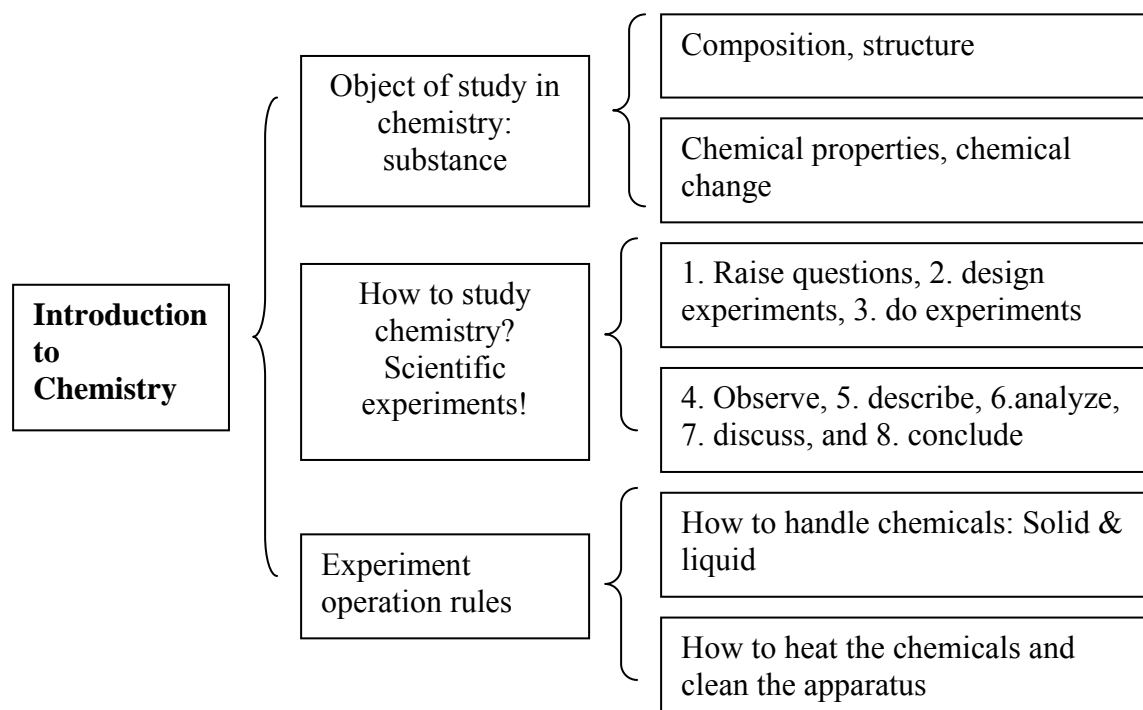 Introduction
to
Chemistry
Object of study in
chemistry:
substance
Composition, structure
Chemical properties, chemical
change
How to study
chemistry?
Scientific
experiments!
1. Raise questions, 2. design
experiments, 3. do experiments
4. Observe, 5. describe, 6.analyze,
7. discuss, and 8. conclude
Experiment
operation rules
How to handle chemicals: Solid &
liquid
How to heat the chemicals and
clean the apparatus